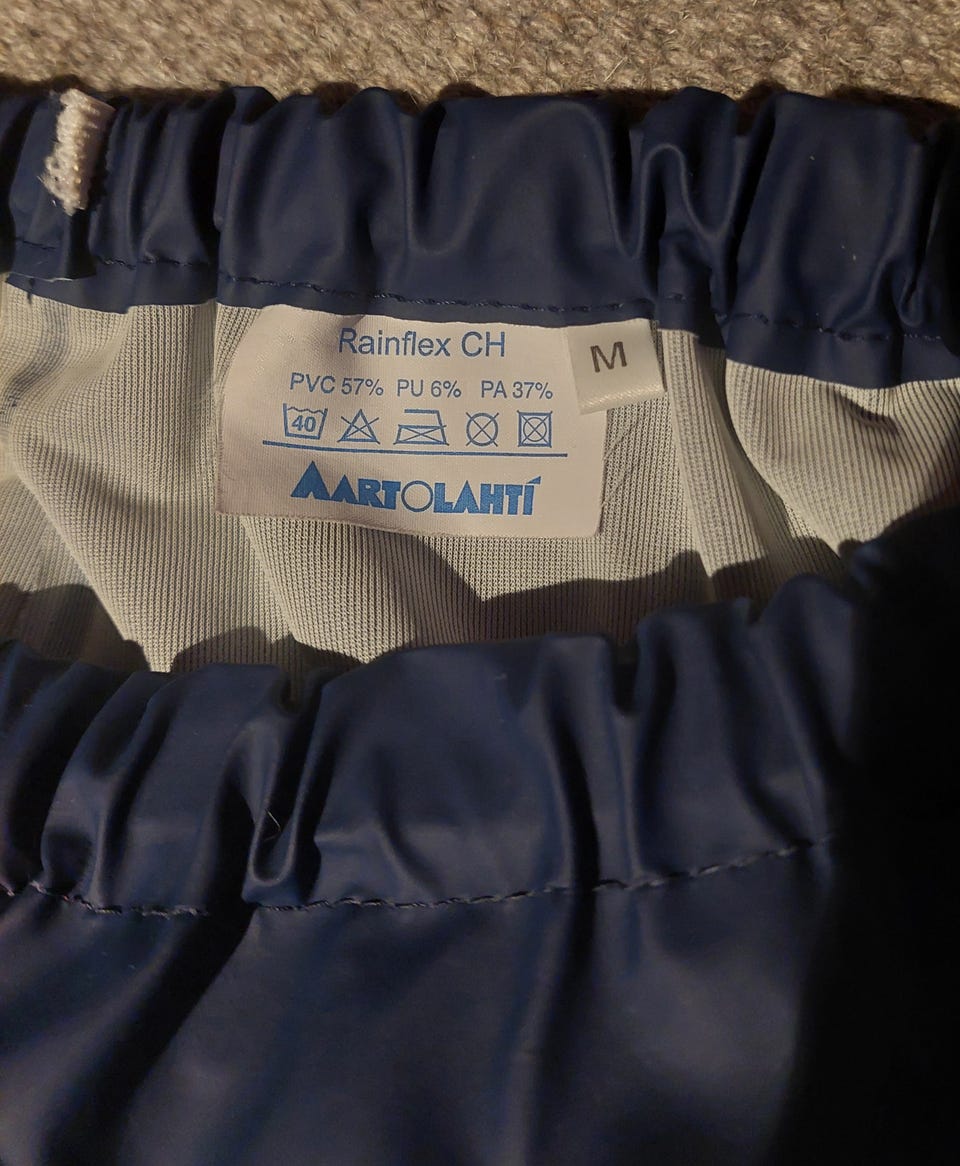 Rainflex CH
M
PVC 57% PU 6% PA 37%
40
AARTOLAHTI